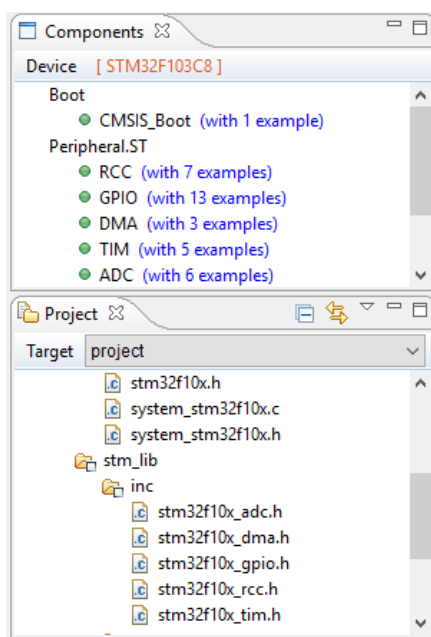 Components
Device [ STM32F103C8 ]
Boot
CMSIS_Boot (with 1 example)
Peripheral.ST
RCC (with 7 examples)
GPIO (with 13 examples)
DMA (with 3 examples)
TIM (with 5 examples)
ADC (with 6 examples)
Project
Target project
stm32f10x.h
system_stm32f10x.c
system_stm32f10x.h
stm_lib
inc
stm32f10x_adc.h
stm32f10x_dma.h
stm32f10x_gpio.h
stm32f10x_rcc.h
stm32f10x_tim.h